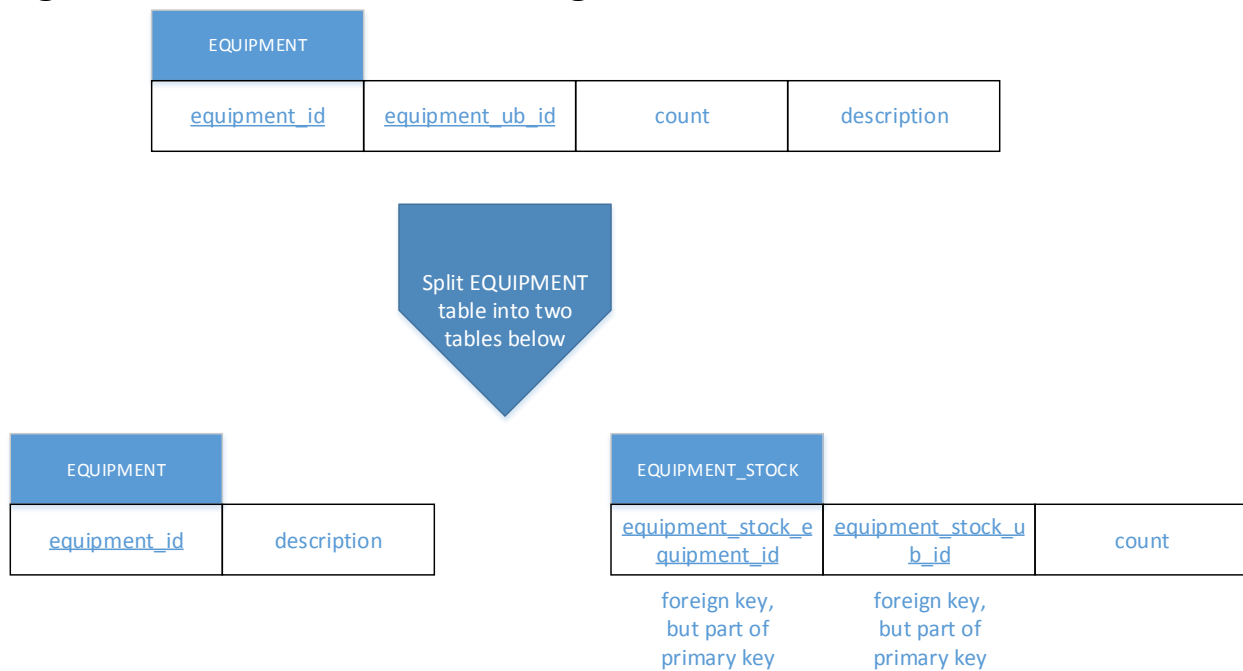 EQUIPMENT
equipment_id equipment_ub_id count description
Split EQUIPMENT
table into two
tables below
EQUIPMENT
equipment_id description
EQUIPMENT_STOCK
equipment_stock_e
quipment_id
equipment_stock_u
b_id
count
foreign key,
but part of
primary key
foreign key,
but part of
primary key